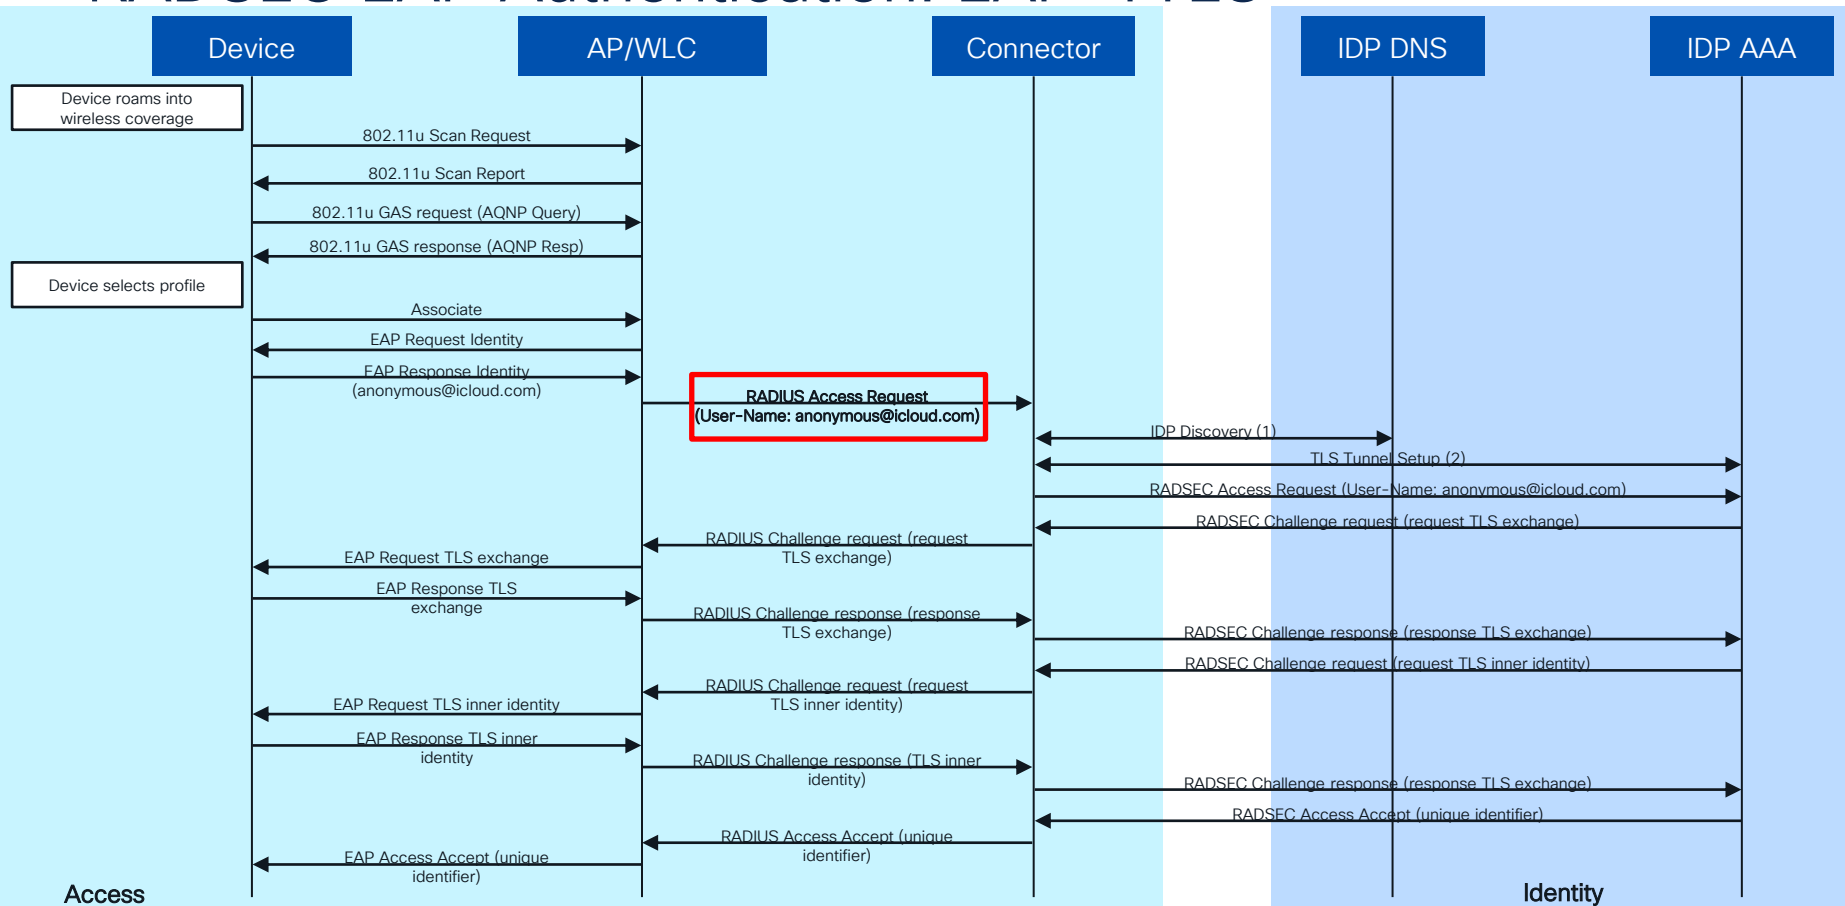 RADSEC EAP Authentication: EAP-TTLS
Device
AP/WLC
Connector
IDP DNS
IDP AAA
Device roams into
wireless coverage
802.11u Scan Request
802.11u Scan Report
802.11u GAS request (AQNP Query)
802.11u GAS response (AQNP Resp)
Device selects profile
Associate
EAP Request Identity
EAP Response Identity
(anonymous@icloud.com)
RADIUS Access Request
(User-Name: anonymous@icloud.com)
IDP Discovery (1)
TLS Tunnel Setup (2)
RADSEC Access Request (User-Name: anonymous@icloud.com)
RADSEC Challenge request (request TLS exchange)
RADIUS Challenge request (request
TLS exchange)
EAP Request TLS exchange
EAP Response TLS
exchange
RADIUS Challenge response (response
TLS exchange)
RADSEC Challenge response (response TLS exchange)
RADSEC Challenge request (request TLS inner identity)
RADIUS Challenge request (request
TLS inner identity)
EAP Request TLS inner identity
EAP Response TLS inner
identity
RADIUS Challenge response (TLS inner
identity)
RADSEC Challenge response (response TLS exchange)
RADSEC Access Accept (unique identifier)
RADIUS Access Accept (unique
identifier)
EAP Access Accept (unique
identifier)
Access
Identity